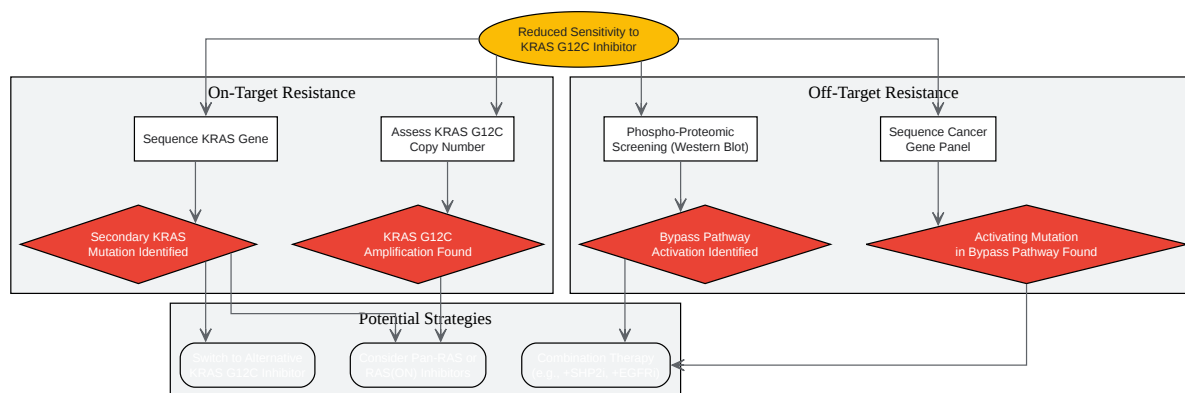 Reduced Sensitivity to
KRAS G12C Inhibitor
On-Target Resistance
Off-Target Resistance
Sequence KRAS Gene
Assess KRAS G12C
Copy Number
Phospho-Proteomic
Screening (Western Blot)
Sequence Cancer
Gene Panel
Secondary KRAS
Mutation Identified
KRAS G12C
Amplification Found
Bypass Pathway
Activation Identified
Activating Mutation
in Bypass Pathway Found
Potential Strategies
Switch to Alternative
KRAS G12C Inhibitor
Consider Pan-RAS or
RAS(ON) Inhibitors
Combination Therapy
(e.g., +SHP2i, +EGFRi)